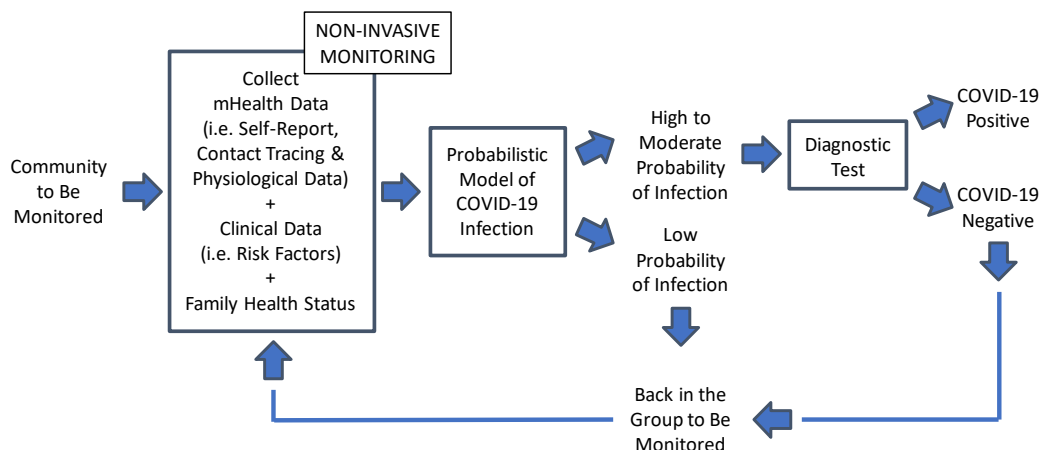 NON-INVASIVE
MONITORING
Community
to Be
Monitored
Collect
mHealth Data
(i.e. Self-Report,
Contact Tracing &
Physiological Data)
+
Clinical Data
(i.e. Risk Factors)
+
Family Health Status
Probabilistic
Model of
COVID-19
Infection
High to
Moderate
Probability
of Infection
Low
Probability
of Infection
Diagnostic
Test
COVID-19
Positive
COVID-19
Negative
Back in the
Group to Be
Monitored